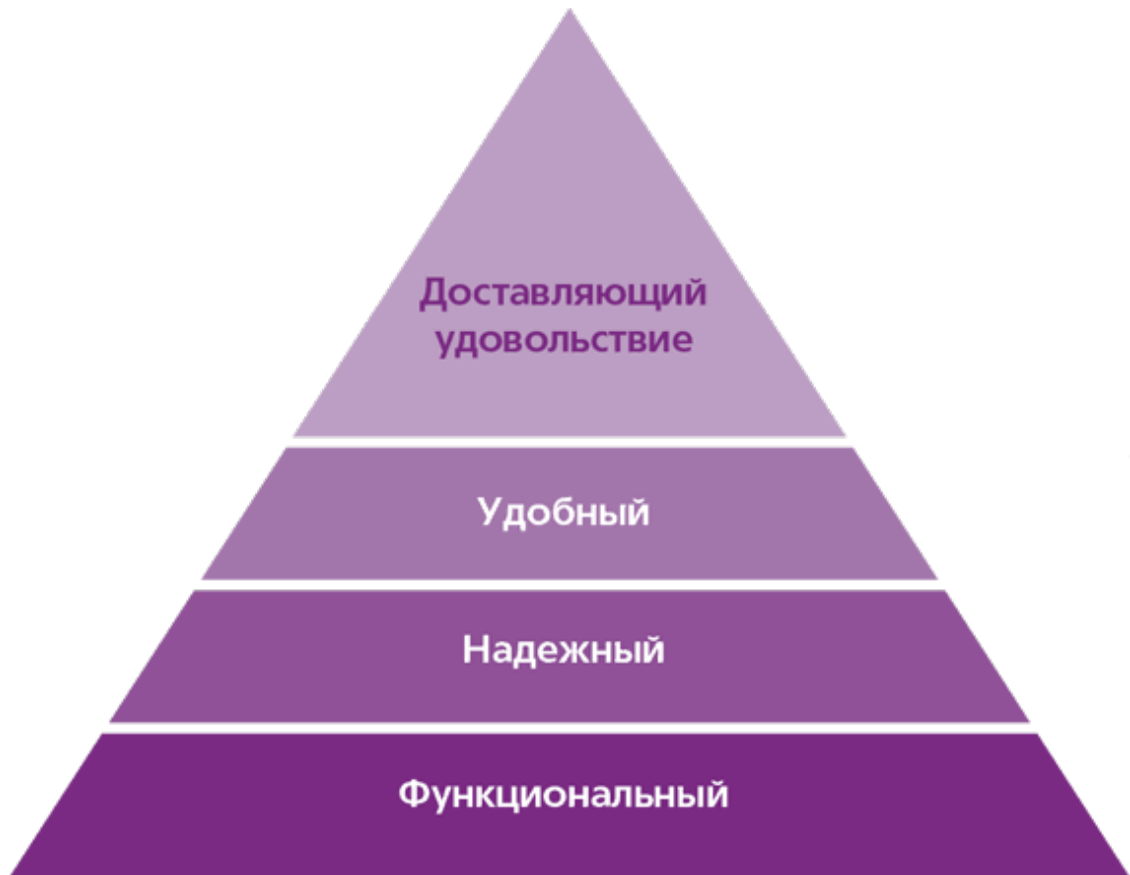 Доставляющий
удовольствие
Удобный
Надежный
Функциональный